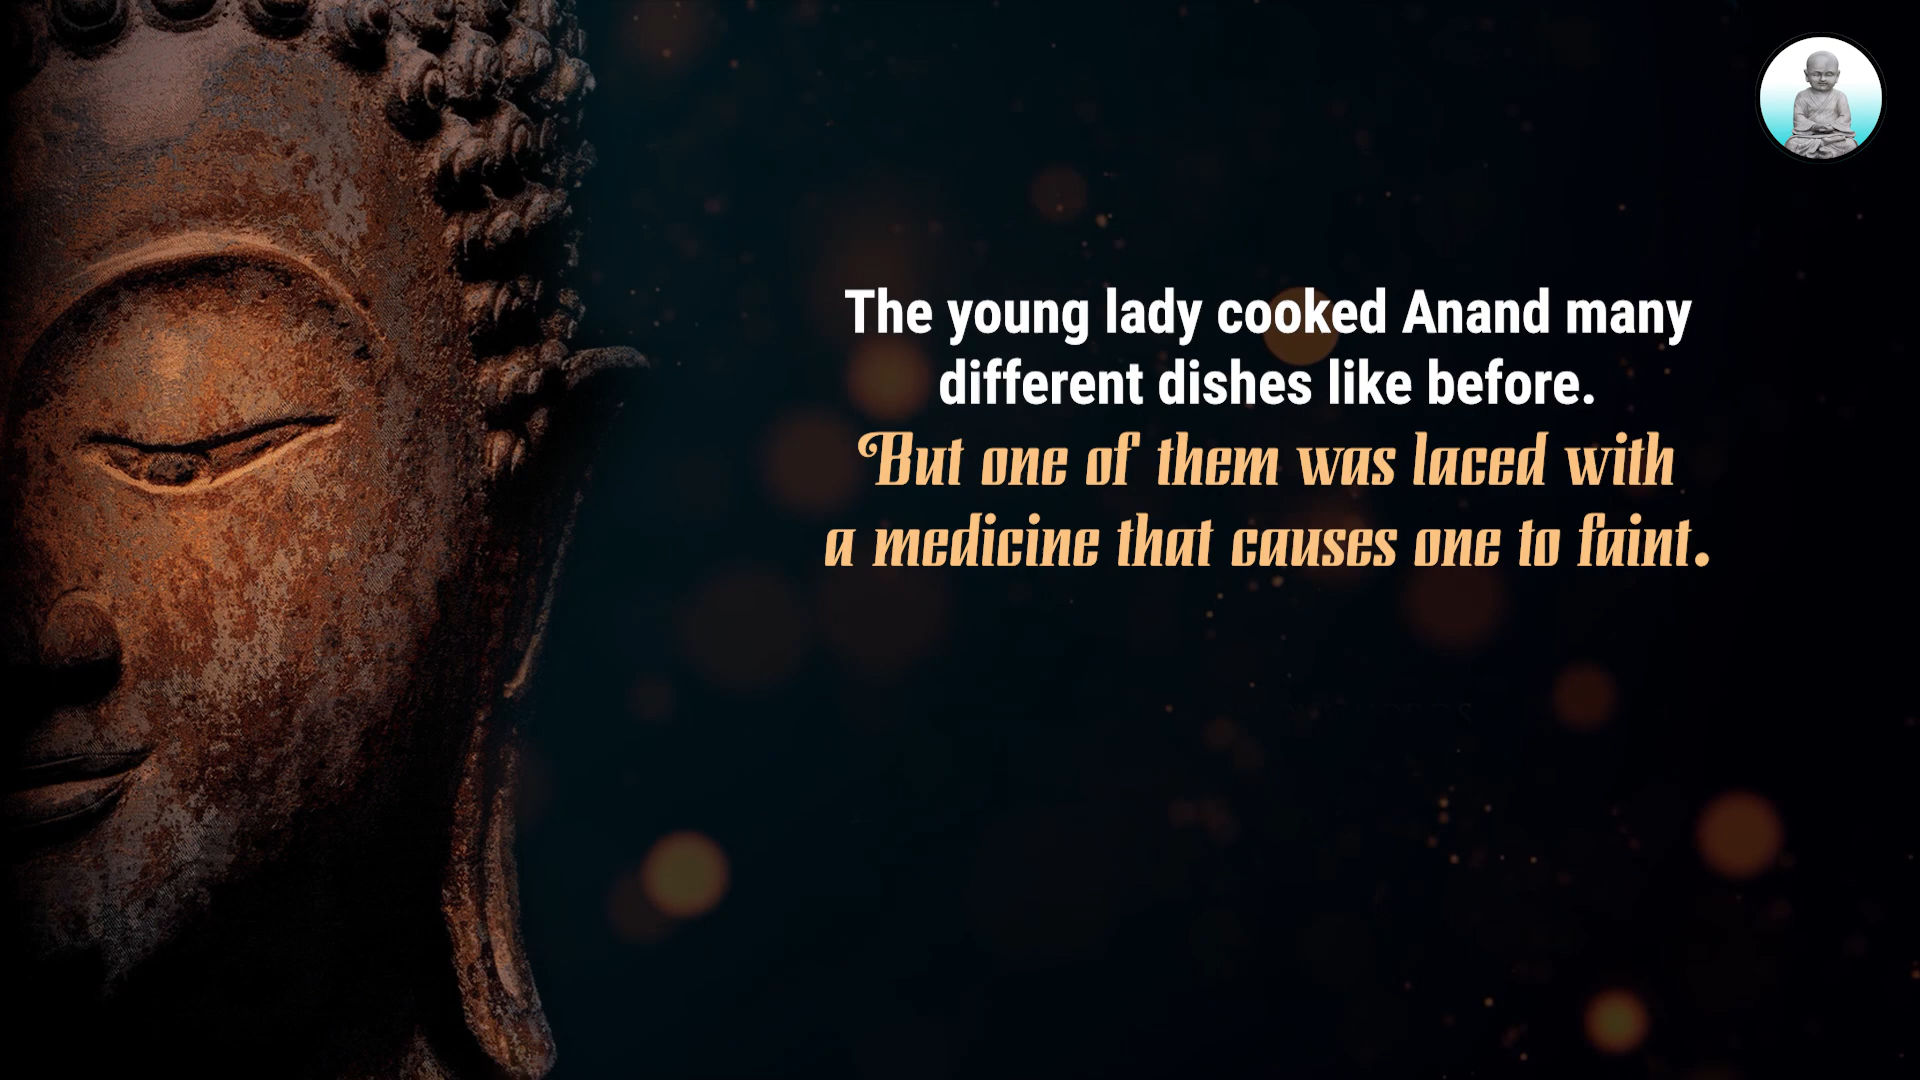 The young lady cooked Anand many
different dishes like before.
But one of them was laced with
a medicine that causes one to faint.